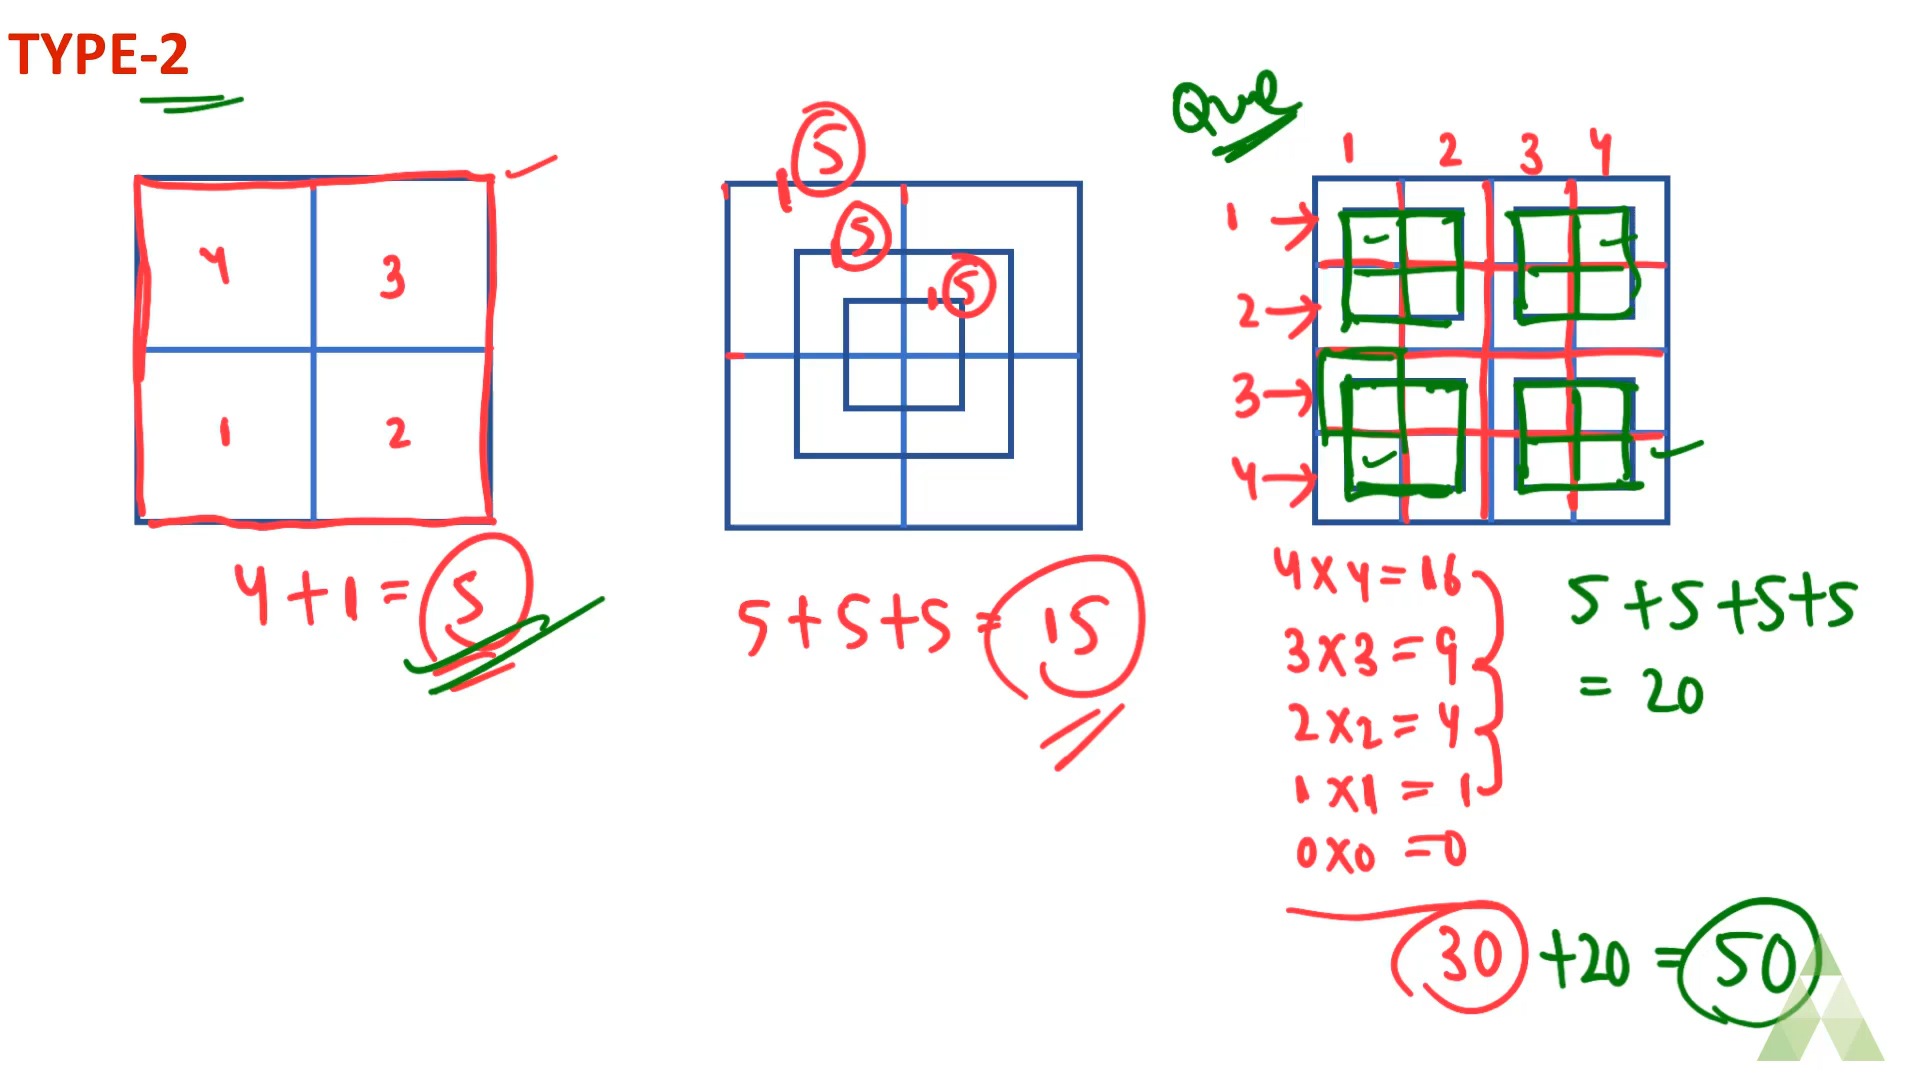 TYPE-2
Que
4 3
1 2
4+1=5
5
5
5
5+5+5=15
1 2 3 4
1
2
3
4
4x4=16
3x3=9
2x2=4
1x1=1
0x0=0
5+5+5+5
=20
30+20=50